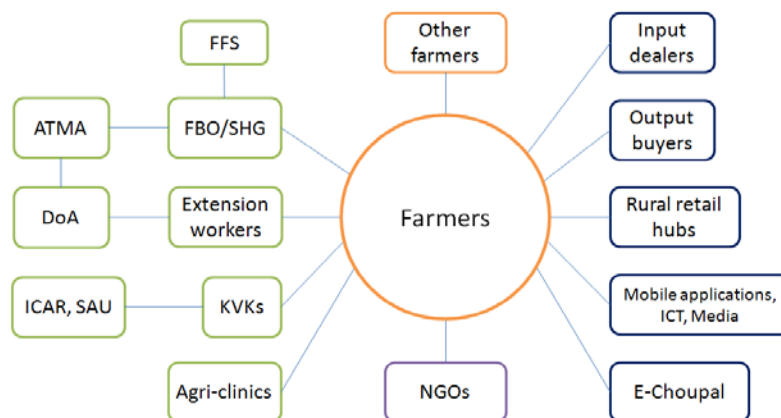 FFS
Other
farmers
Input
dealers
ATMA
FBO/SHG
Output
buyers
DoA
Extension
workers
Farmers
Rural retail
hubs
ICAR, SAU
KVKs
Mobile applications,
ICT, Media
Agri-clinics
NGOs
E-Choupal